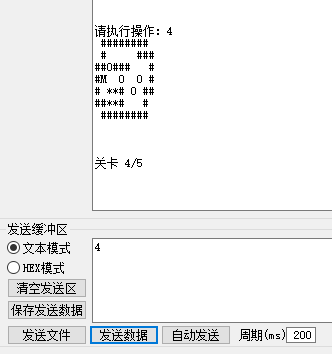 请执行操作: 4
 ########
 #     ###
##O###   #
#M  O  O #
# **# O ##
##**#   #
 ########
关卡 4/5
发送缓冲区
文本模式
HEX模式
清空发送区
保存发送数据
4
发送文件 发送数据 自动发送 周期(ms) 200